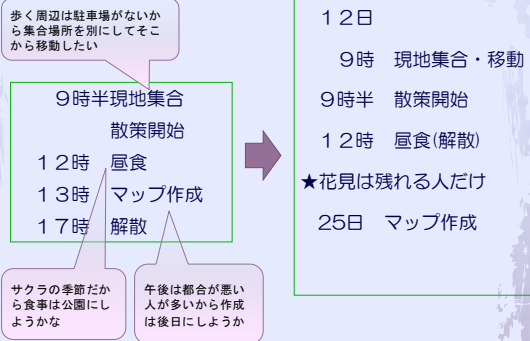 歩く周辺は駐車場がないか
ら集合場所を別にしてそこ
から移動したい
9時半現地集合
散策開始
12時 昼食
13時 マップ作成
17時 解散
サクラの季節だか
ら食事は公園にし
ようかな
午後は都合が悪い
人が多いから作成
は後日にしようか
12日
9時 現地集合・移動
9時半 散策開始
12時 昼食(解散)
★花見は残れる人だけ
25日 マップ作成